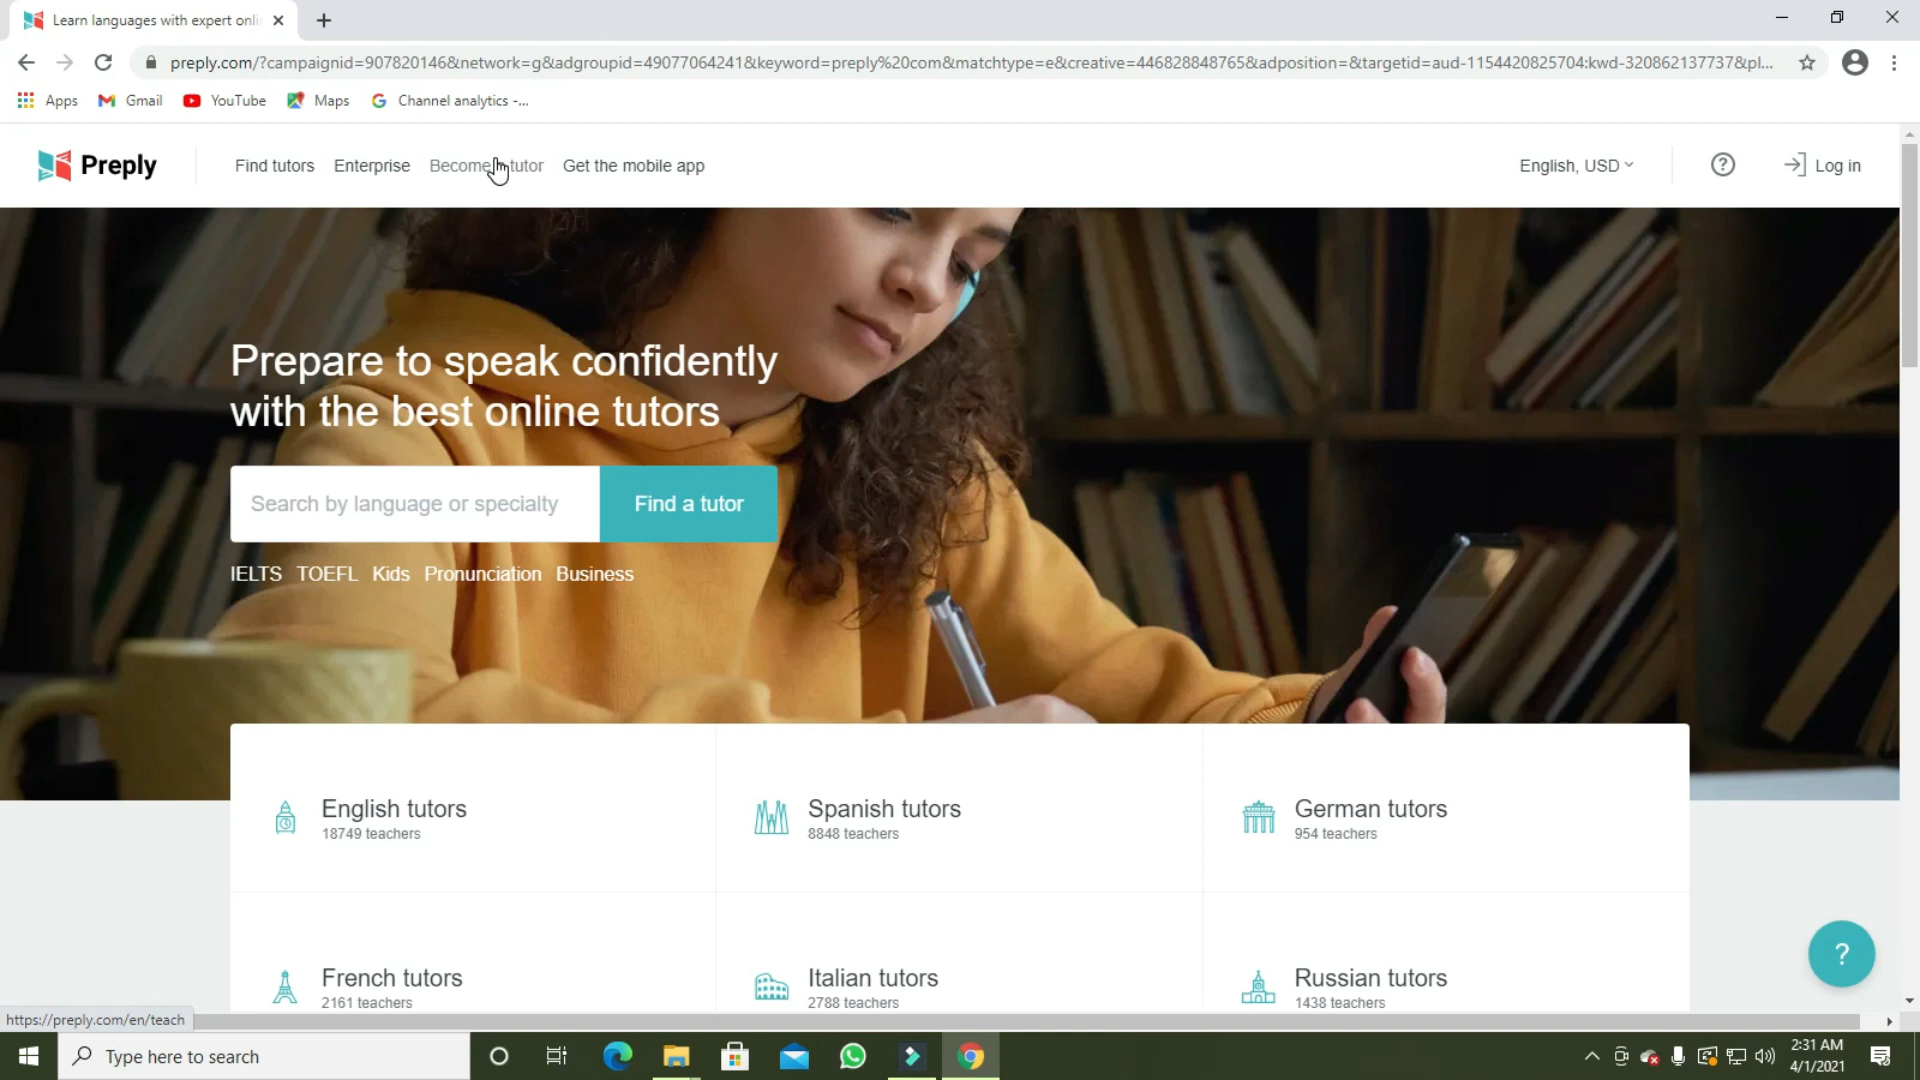 Learn languages with expert onli
preply.com/?campaignid=907820146&network=g&adgroupid=49077064241&keyword=preply%20com&matchtype=e&creative=446828848765&adposition=&targetid=aud-1154420825704:kwd-320862137737&pl...
Apps Gmail YouTube Maps Channel analytics -...
Preply Find tutors Enterprise Become tutor Get the mobile app English, USD ? Log in
Prepare to speak confidently
with the best online tutors
Search by language or specialty Find a tutor
IELTS TOEFL Kids Pronunciation Business
English tutors Spanish tutors German tutors
18749 teachers 8848 teachers 954 teachers
French tutors Italian tutors Russian tutors
2161 teachers 2788 teachers 1438 teachers
?
https://preply.com/en/teach
Type here to search
2:31 AM
4/1/2021